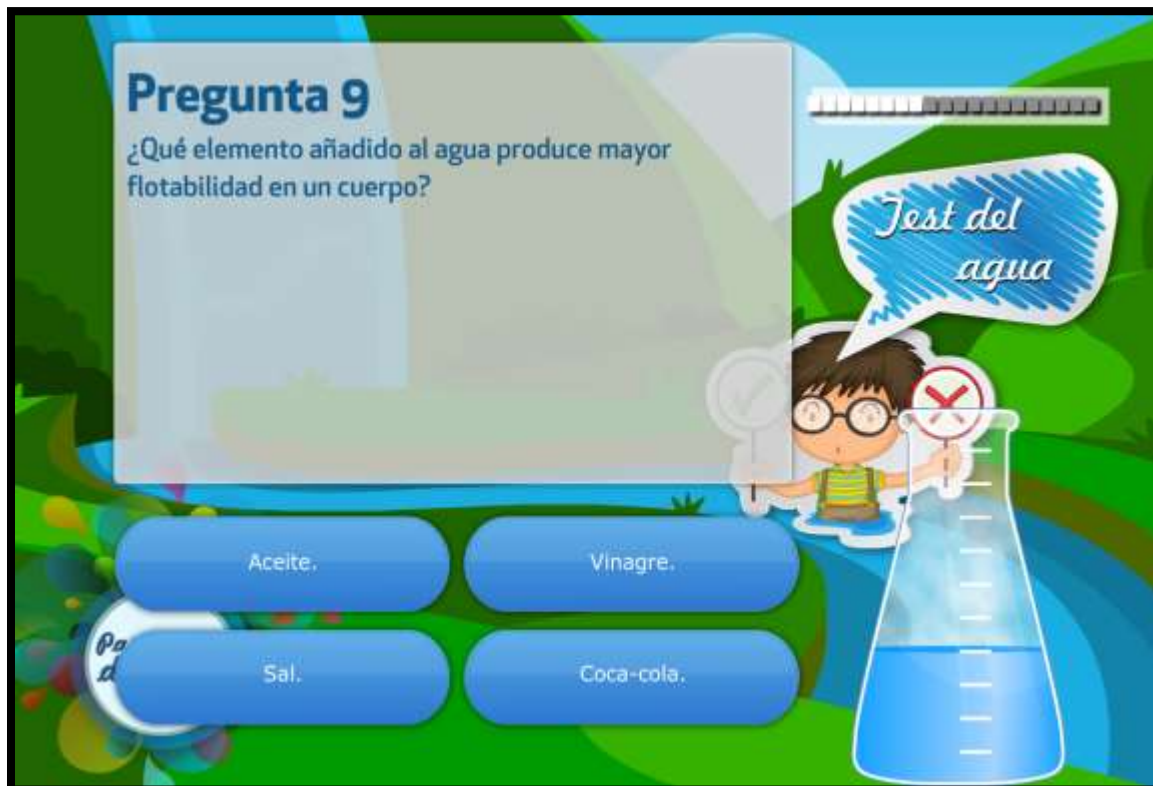 Pregunta 9
¿Qué elemento añadido al agua produce mayor
flotabilidad en un cuerpo?
Test del
agua
Aceite.
Vinagre.
Sal.
Coca-cola.